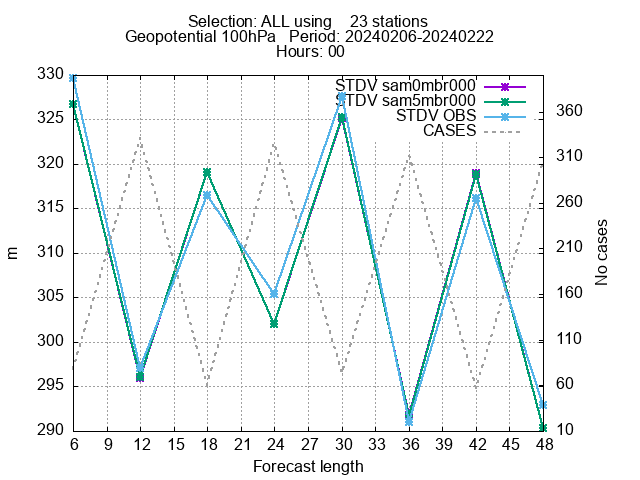 Selection: ALL using    23 stations
Geopotential 100hPa   Period: 20240206-20240222
Hours: 00
STDV sam0mbr000
STDV sam5mbr000
STDV OBS
CASES
330
325
320
315
310
305
300
295
290
m
360
310
260
210
160
110
60
10
No cases
6 9 12 15 18 21 24 27 30 33 36 39 42 45 48
Forecast length